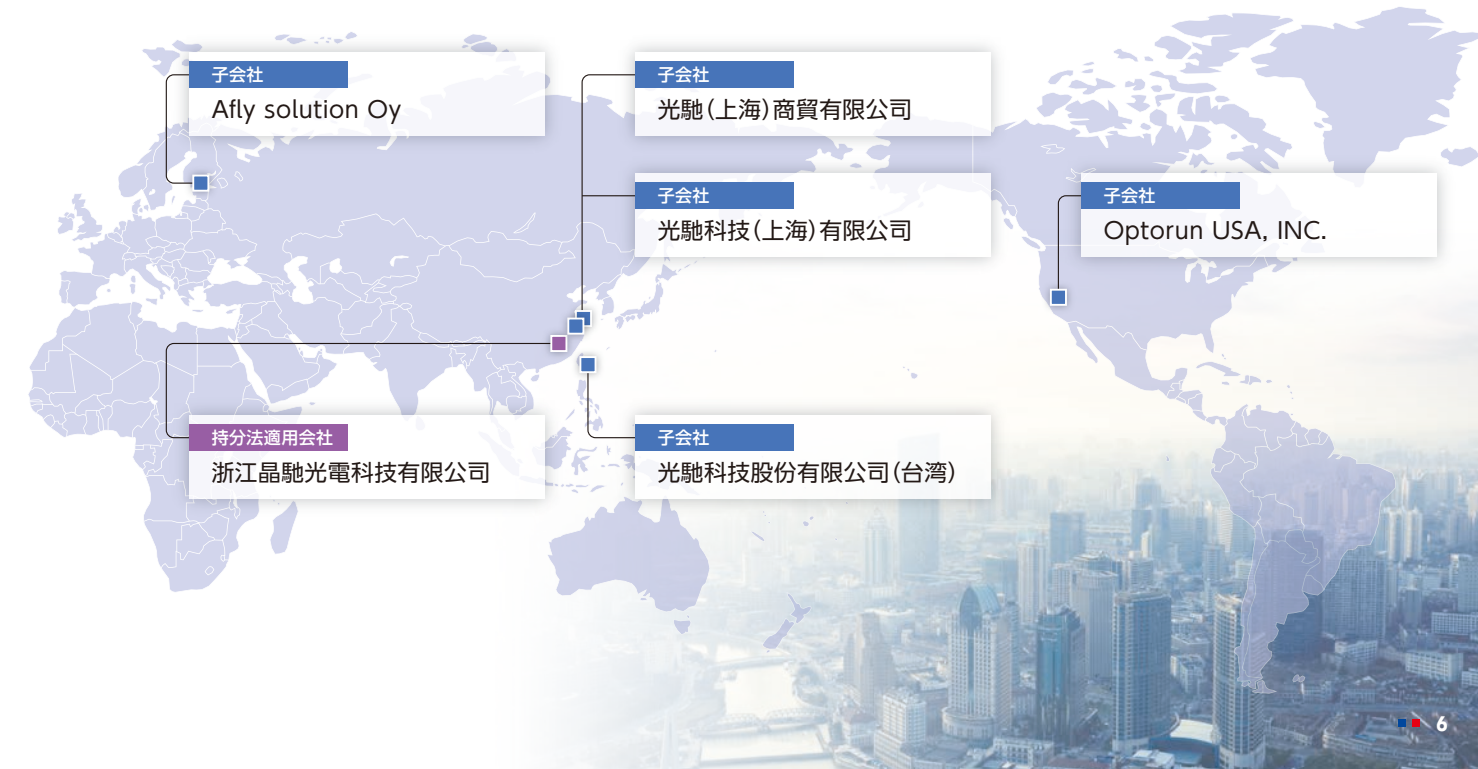 子会社
Afly solution Oy
子会社
光馳(上海)商貿有限公司
子会社
光馳科技(上海)有限公司
子会社
Optorun USA, INC.
持分法適用会社
浙江晶馳光電科技有限公司
子会社
光馳科技股份有限公司(台湾)
6